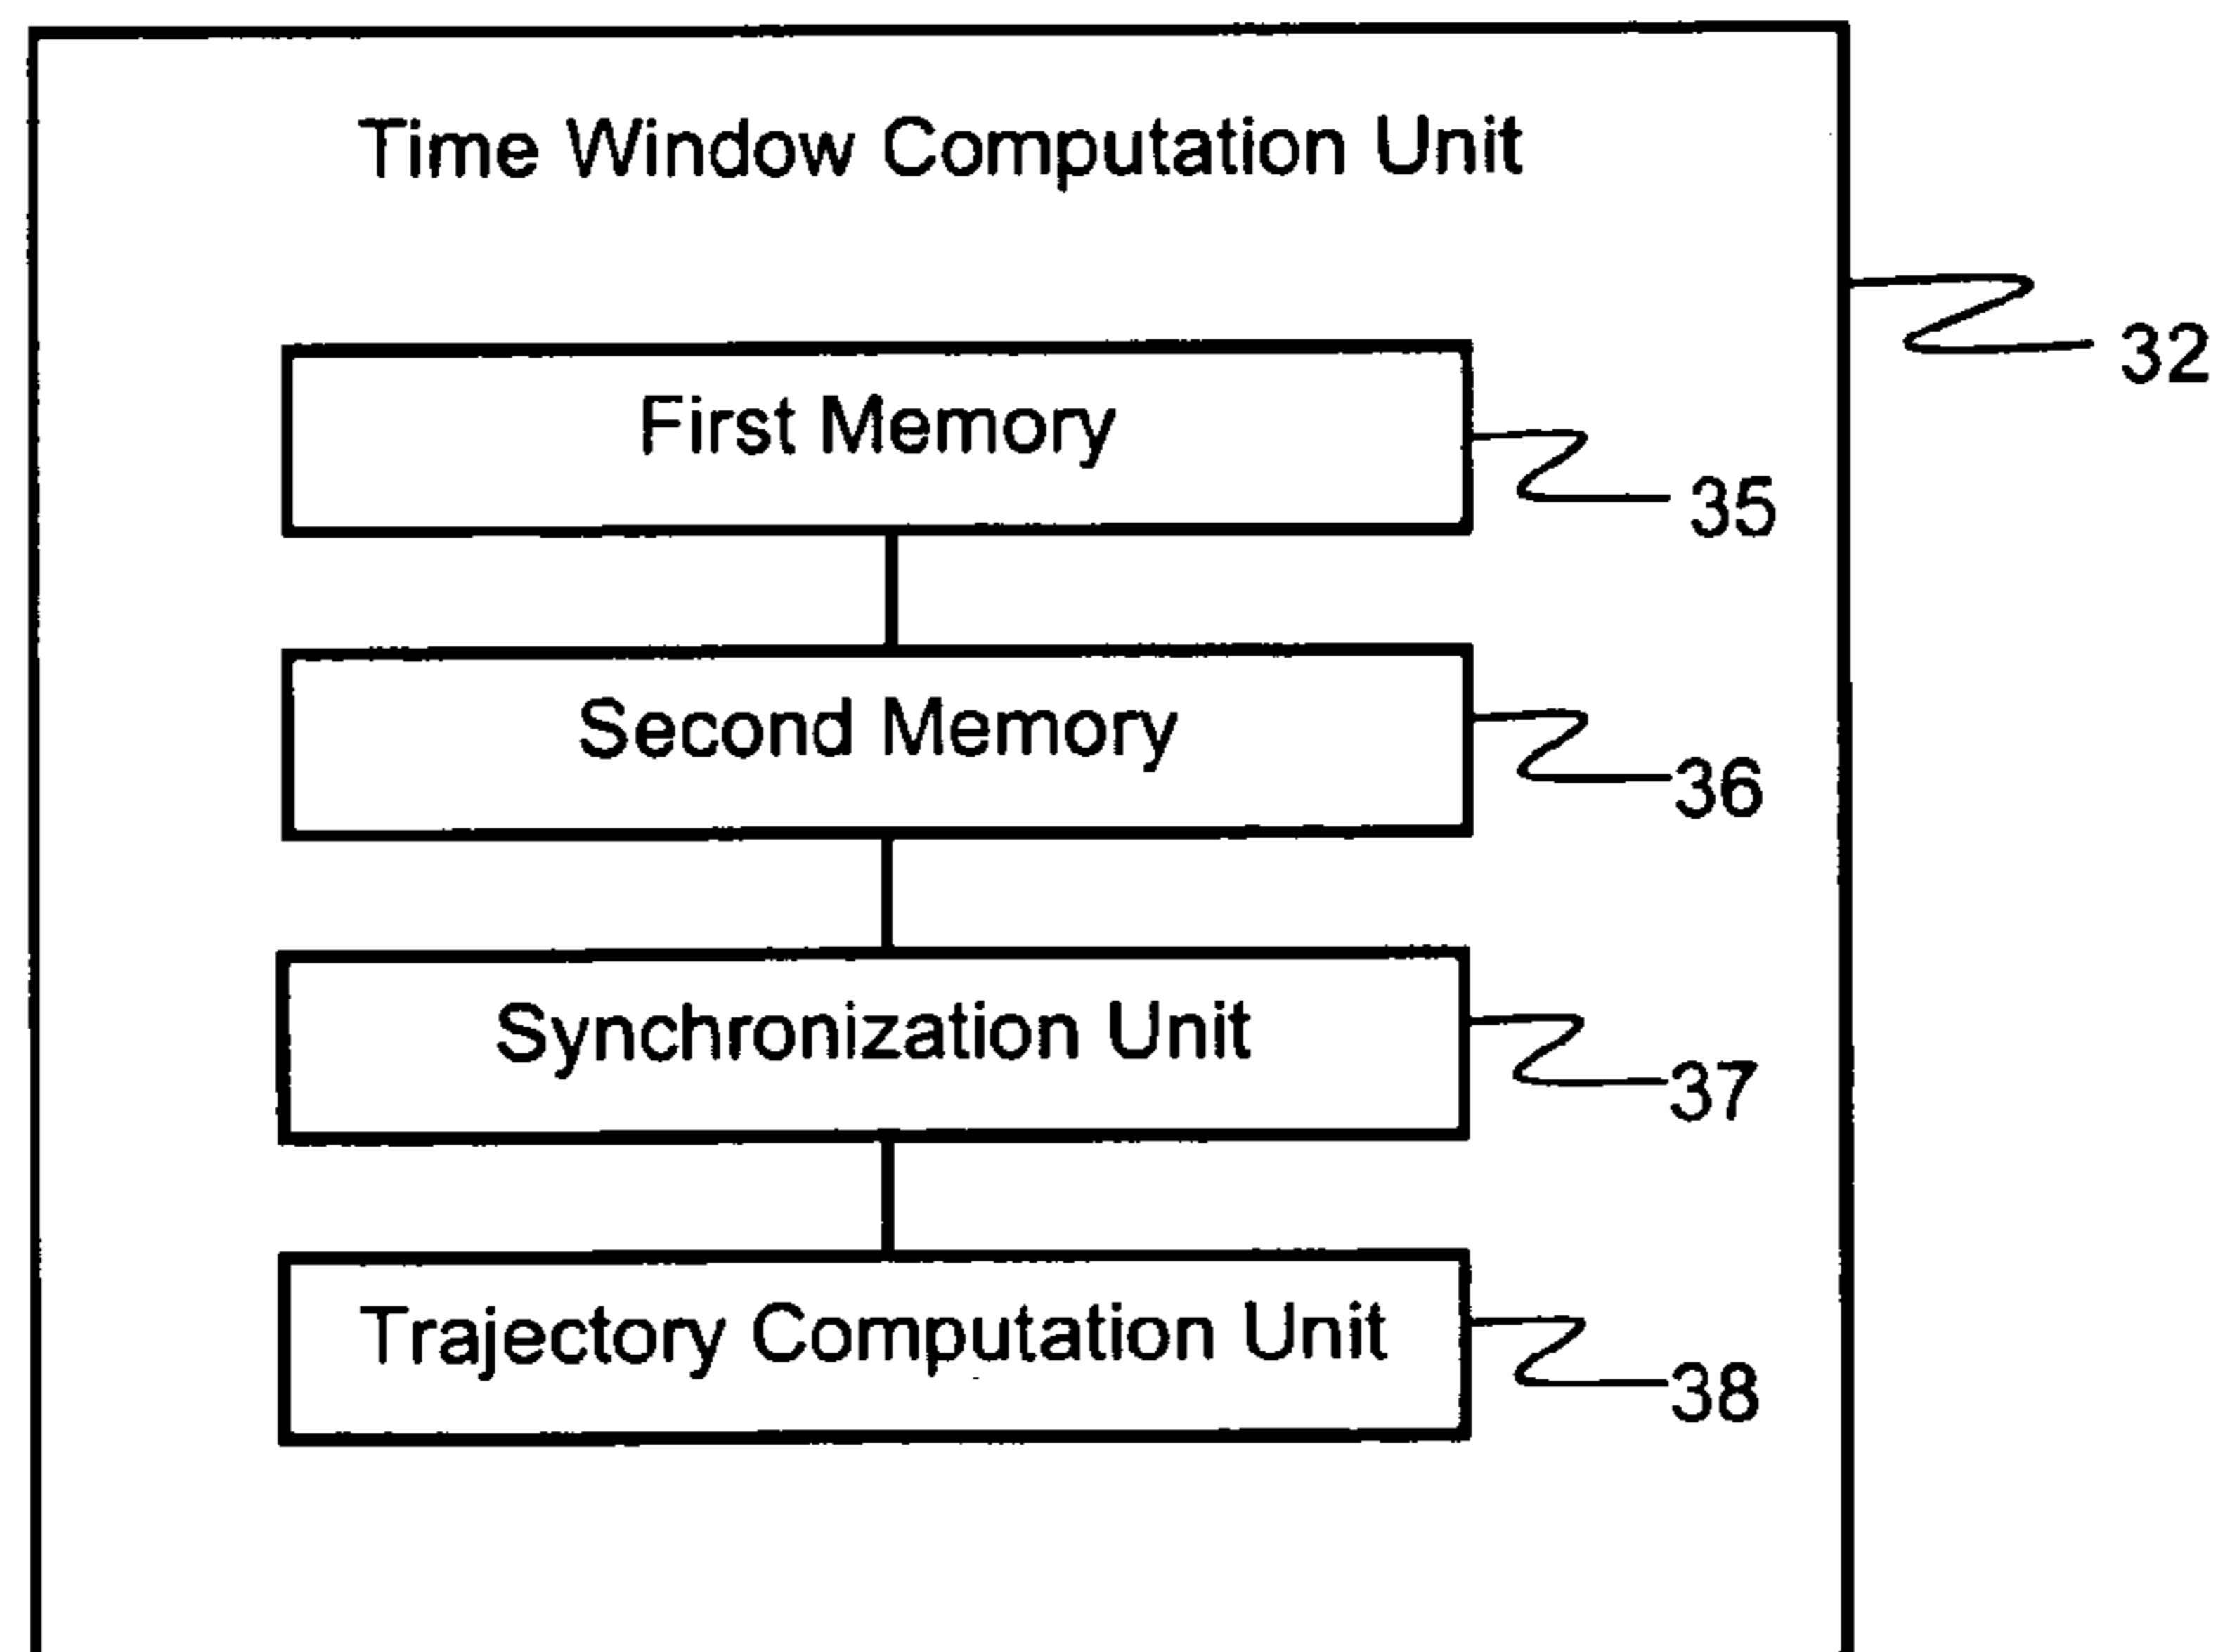 Time Window Computation Unit
32
First Memory
35
Second Memory
36
Synchronization Unit
37
Trajectory Computation Unit
38